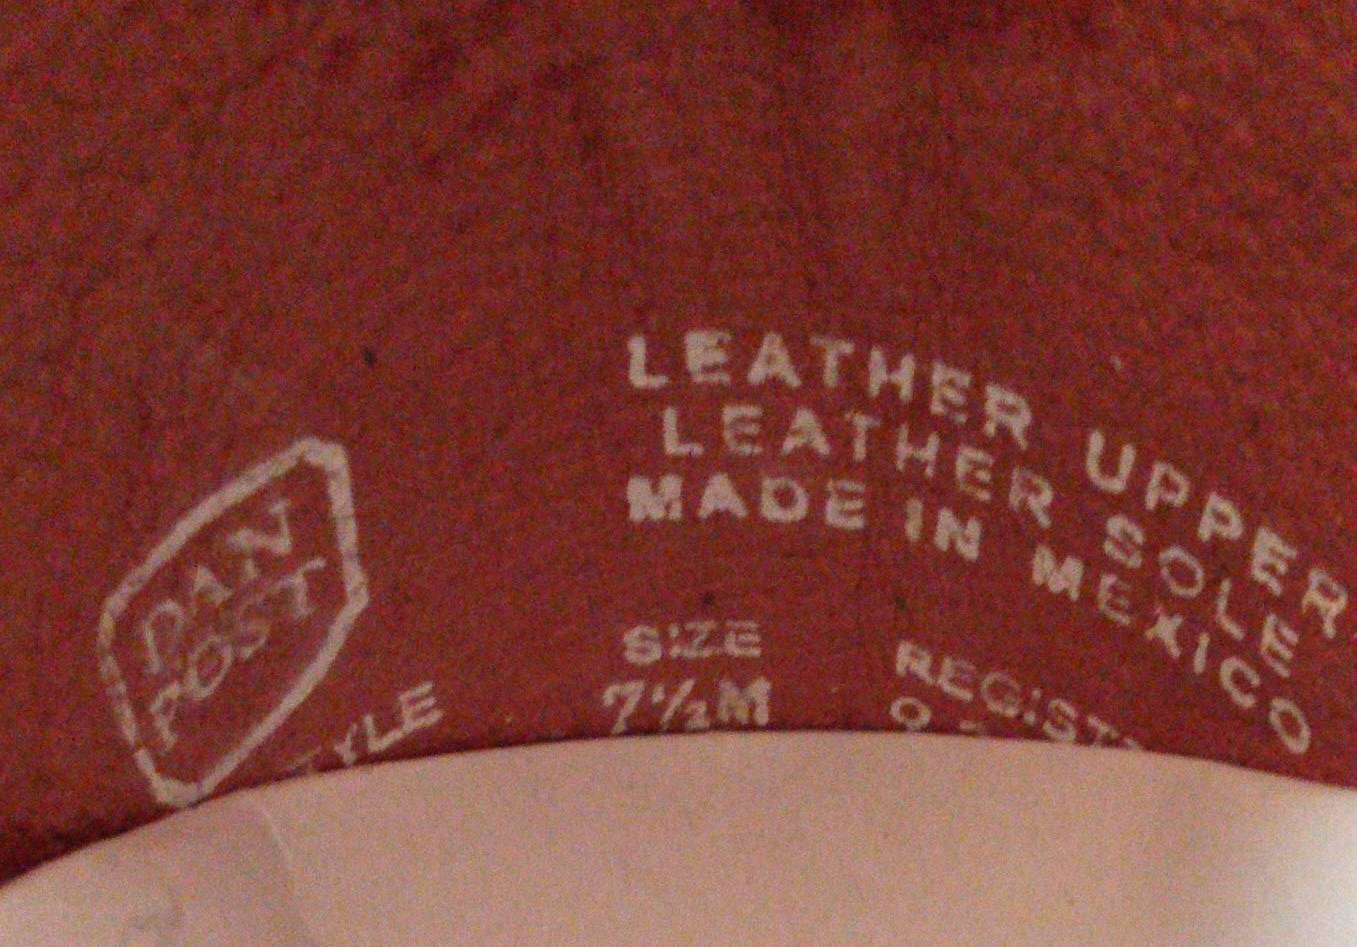 LEATHER UPPER
LEATHER SOLE
MADE IN MEXICO
DAN
POST
SIZE
7½M